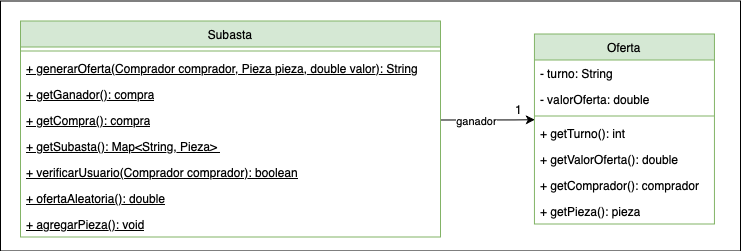 Subasta
+ generarOferta(Comprador comprador, Pieza pieza, double valor): String
+ getGanador(): compra
+ getCompra(): compra
+ getSubasta(): Map<String, Pieza>
+ verificarUsuario(Comprador comprador): boolean
+ ofertaAleatoria(): double
+ agregarPieza(): void
ganador
1
Oferta
- turno: String
- valorOferta: double
+ getTurno(): int
+ getValorOferta(): double
+ getComprador(): comprador
+ getPieza(): pieza